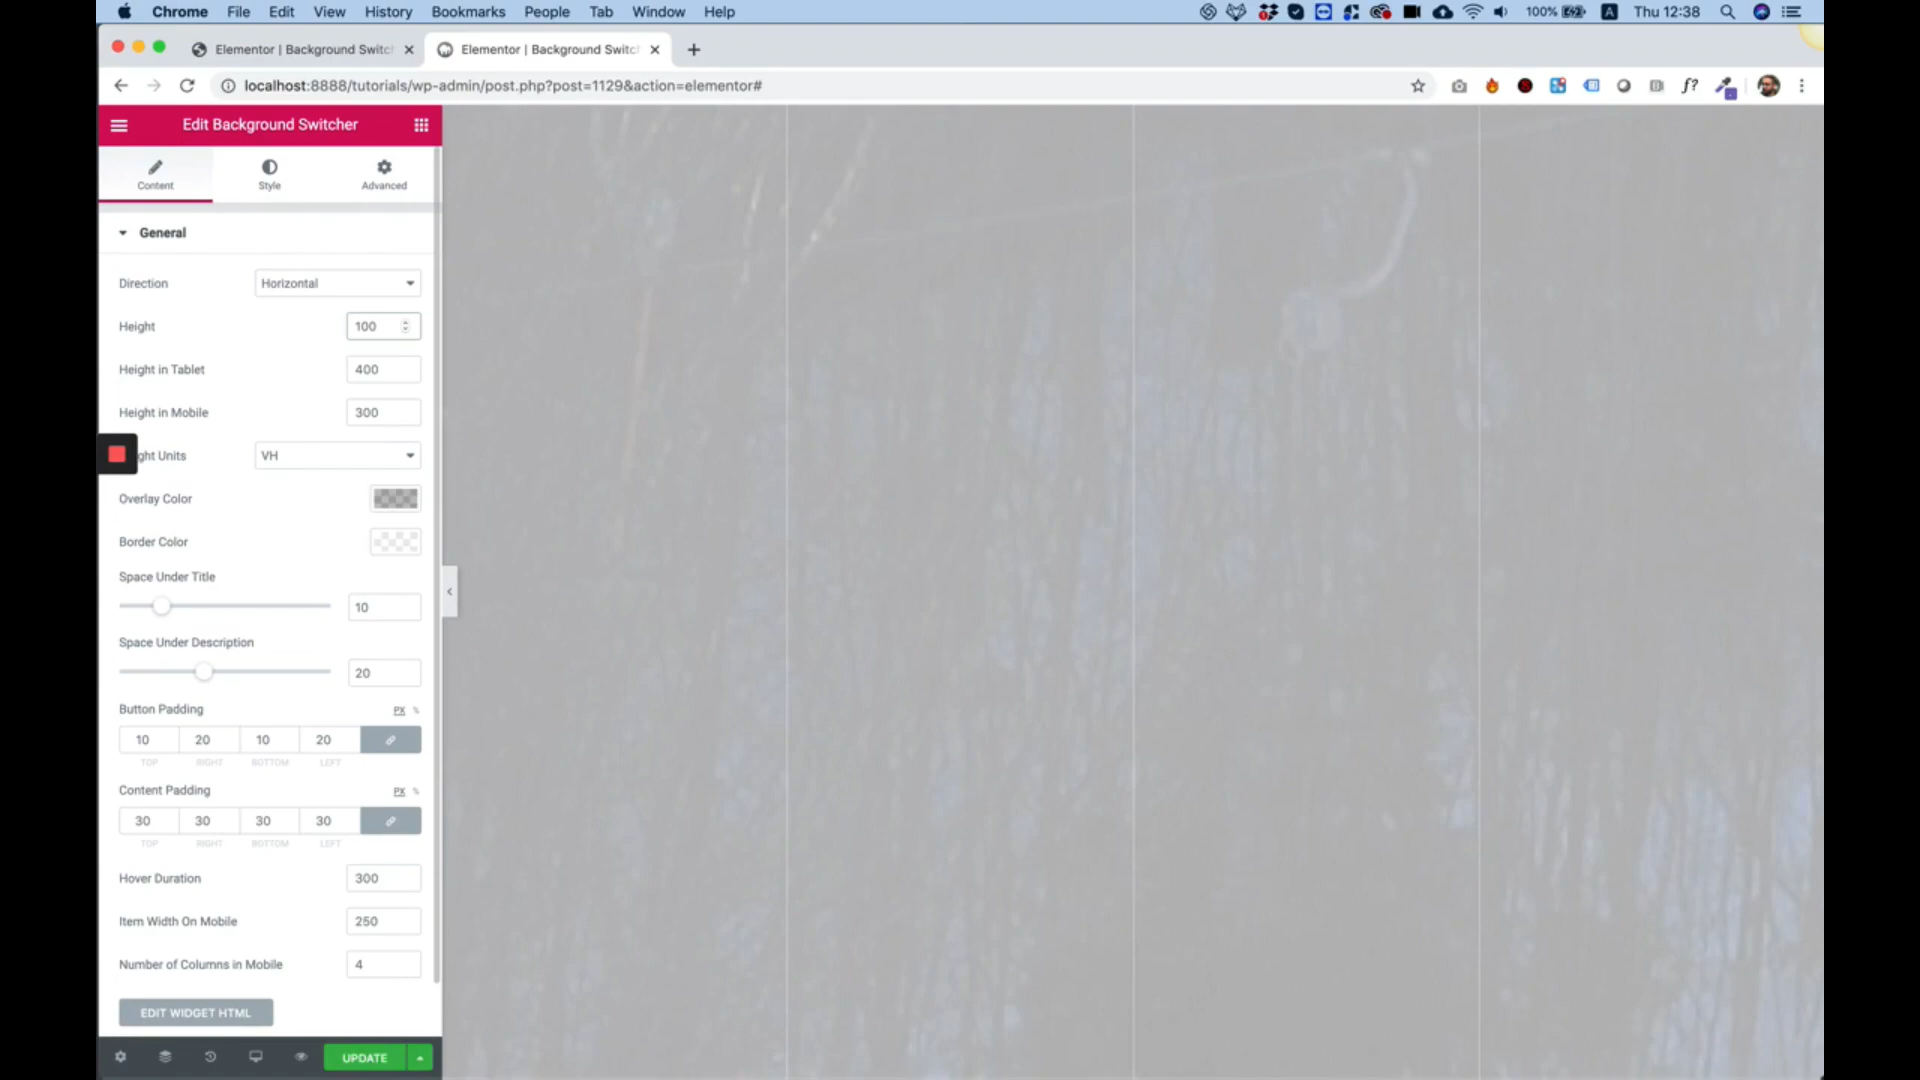 Chrome File Edit View History Bookmarks People Tab Window Help 100% A Thu 12:38
Elementor | Background Switc Elementor | Background Switc
localhost:8888/tutorials/wp-admin/post.php?post=1129&action=elementor# f?
Edit Background Switcher
Content Style Advanced
General
Direction Horizontal
Height 100
Height in Tablet 400
Height in Mobile 300
ght Units VH
Overlay Color
Border Color
Space Under Title
10
Space Under Description
20
Button Padding PX %
10 20 10 20
TOP RIGHT BOTTOM LEFT
Content Padding PX %
30 30 30 30
TOP RIGHT BOTTOM LEFT
Hover Duration 300
Item Width On Mobile 250
Number of Columns in Mobile 4
EDIT WIDGET HTML
UPDATE